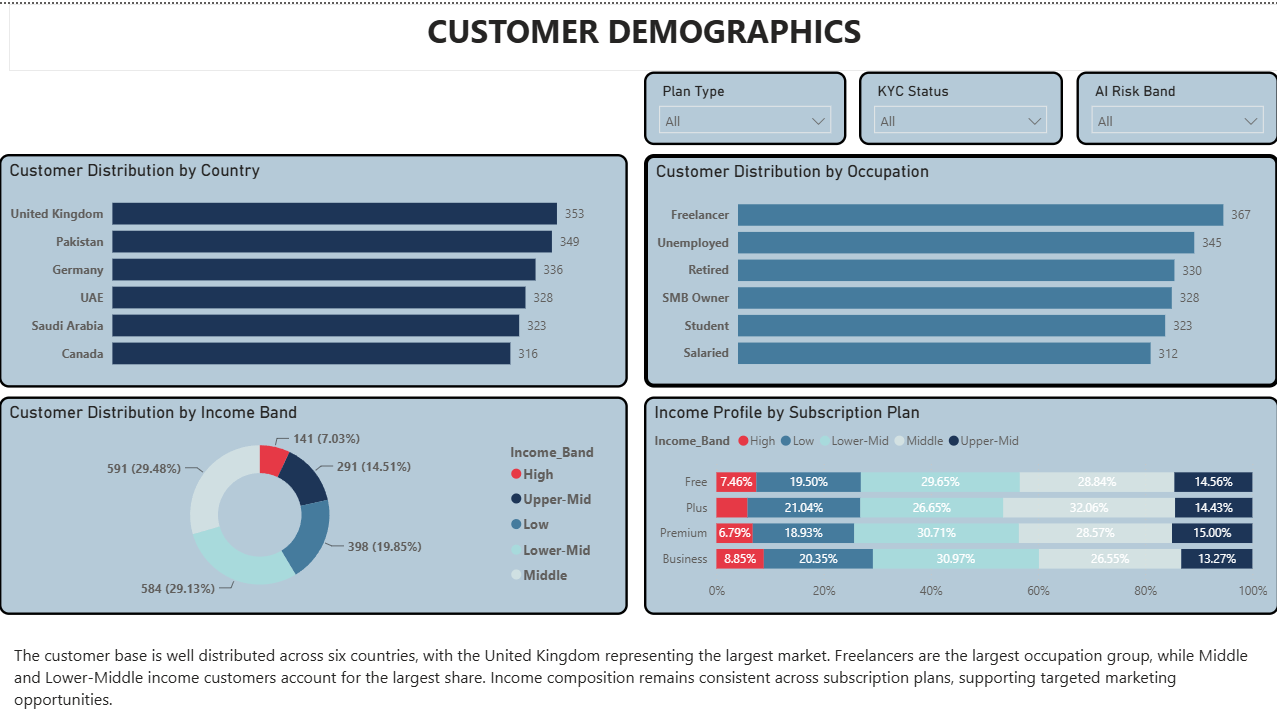 CUSTOMER DEMOGRAPHICS
Plan Type
All
KYC Status
All
AI Risk Band
All
Customer Distribution by Country
United Kingdom 353
Pakistan 349
Germany 336
UAE 328
Saudi Arabia 323
Canada 316
Customer Distribution by Occupation
Freelancer 367
Unemployed 345
Retired 330
SMB Owner 328
Student 323
Salaried 312
Customer Distribution by Income Band
141 (7.03%)
291 (14.51%)
398 (19.85%)
584 (29.13%)
591 (29.48%)
Income_Band
High
Upper-Mid
Low
Lower-Mid
Middle
Income Profile by Subscription Plan
Income_Band High Low Lower-Mid Middle Upper-Mid
Free 7.46% 19.50% 29.65% 28.84% 14.56%
Plus 21.04% 26.65% 32.06% 14.43%
Premium 6.79% 18.93% 30.71% 28.57% 15.00%
Business 8.85% 20.35% 30.97% 26.55% 13.27%
0% 20% 40% 60% 80% 100%
The customer base is well distributed across six countries, with the United Kingdom representing the largest market. Freelancers are the largest occupation group, while Middle
and Lower-Middle income customers account for the largest share. Income composition remains consistent across subscription plans, supporting targeted marketing
opportunities.